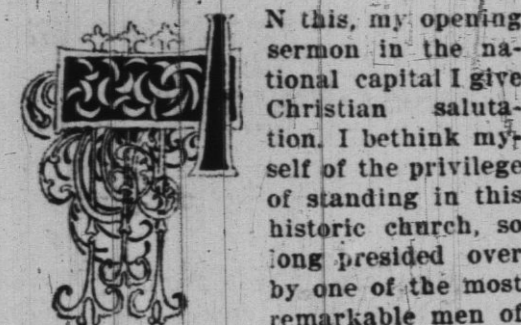 IN this, my opening
sermon in the na-
tional capital I give
Christian saluta-
tion. I bethink my-
self of the privilege
of standing in this
historic church, so
long presided over
by one of the most
remarkable men of